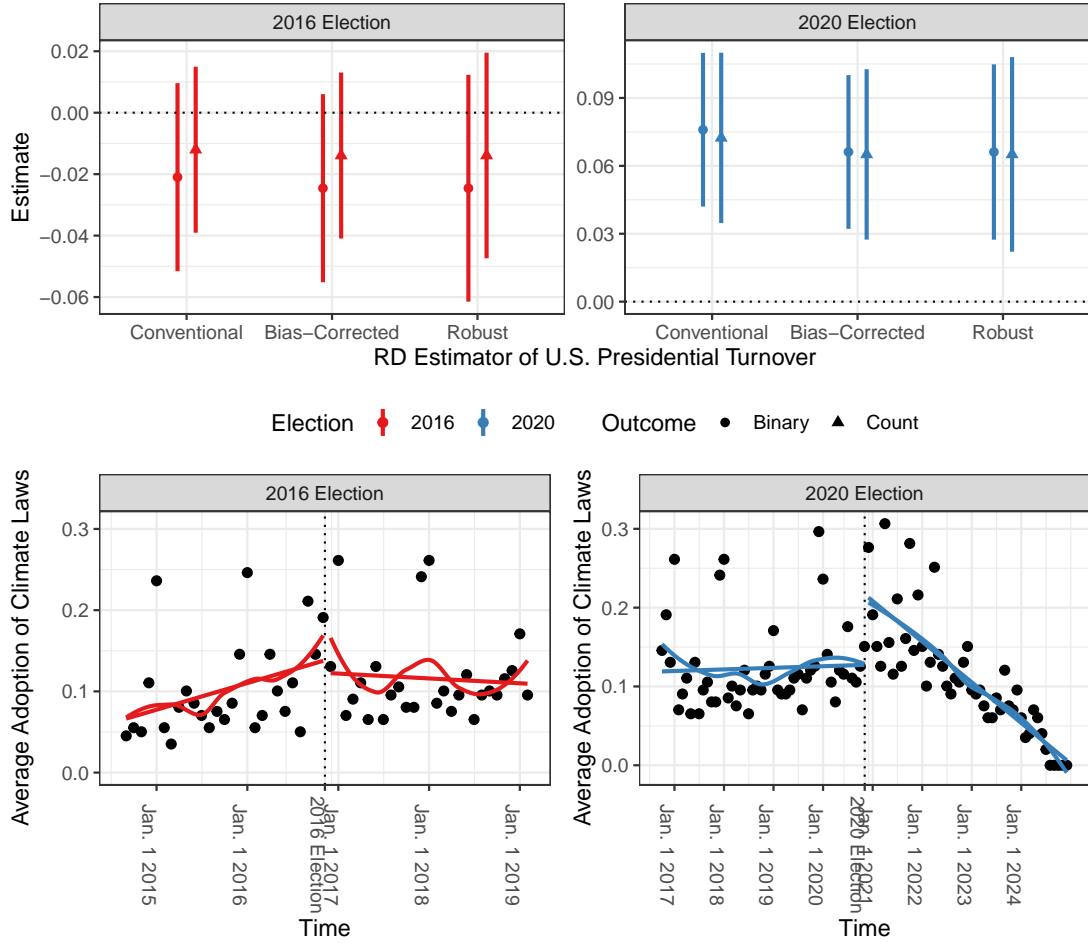 2016 Election
2020 Election
Estimate
0.02
0.00
−0.02
−0.04
−0.06
0.09
0.06
0.03
0.00
Conventional
Bias−Corrected
Robust
Conventional
Bias−Corrected
Robust
RD Estimator of U.S. Presidential Turnover
Election
2016
2020
Outcome
Binary
Count
2016 Election
Average Adoption of Climate Laws
0.3
0.2
0.1
0.0
Jan. 1 2015
Jan. 1 2016
2016 Election
Jan. 1 2017
Jan. 1 2018
Jan. 1 2019
Time
2020 Election
Average Adoption of Climate Laws
0.3
0.2
0.1
0.0
Jan. 1 2017
Jan. 1 2018
Jan. 1 2019
Jan. 1 2020
2020 Election
Jan. 1 2021
Jan. 1 2022
Jan. 1 2023
Jan. 1 2024
Time